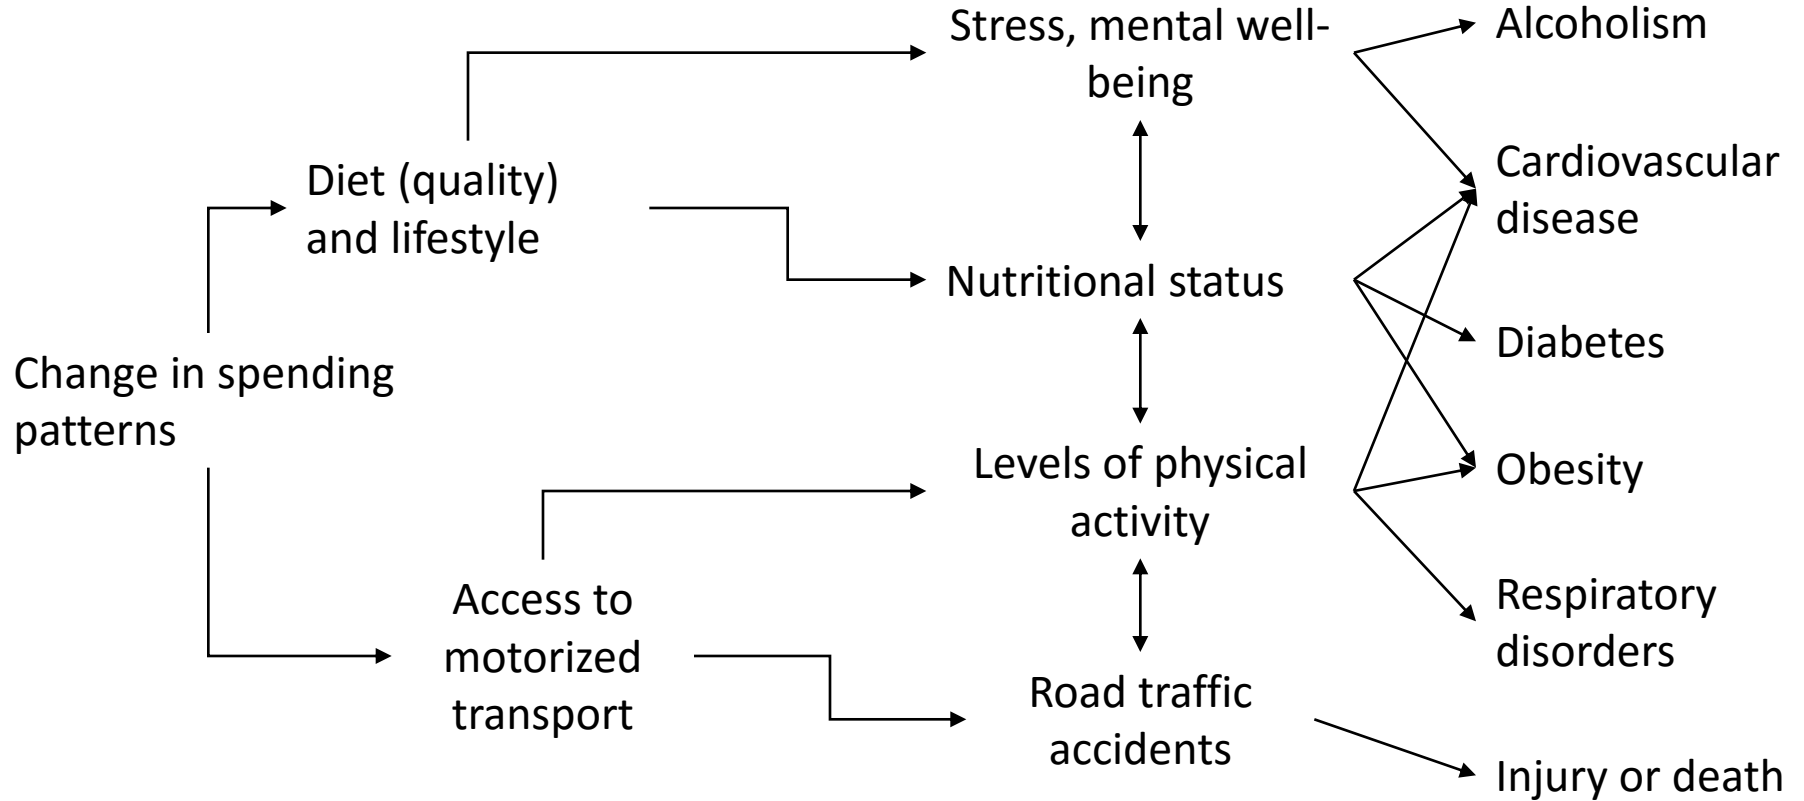 Change in spending
patterns
Diet (quality)
and lifestyle
Access to
motorized
transport
Stress, mental well-
being
Nutritional status
Levels of physical
activity
Road traffic
accidents
Alcoholism
Cardiovascular
disease
Diabetes
Obesity
Respiratory
disorders
Injury or death